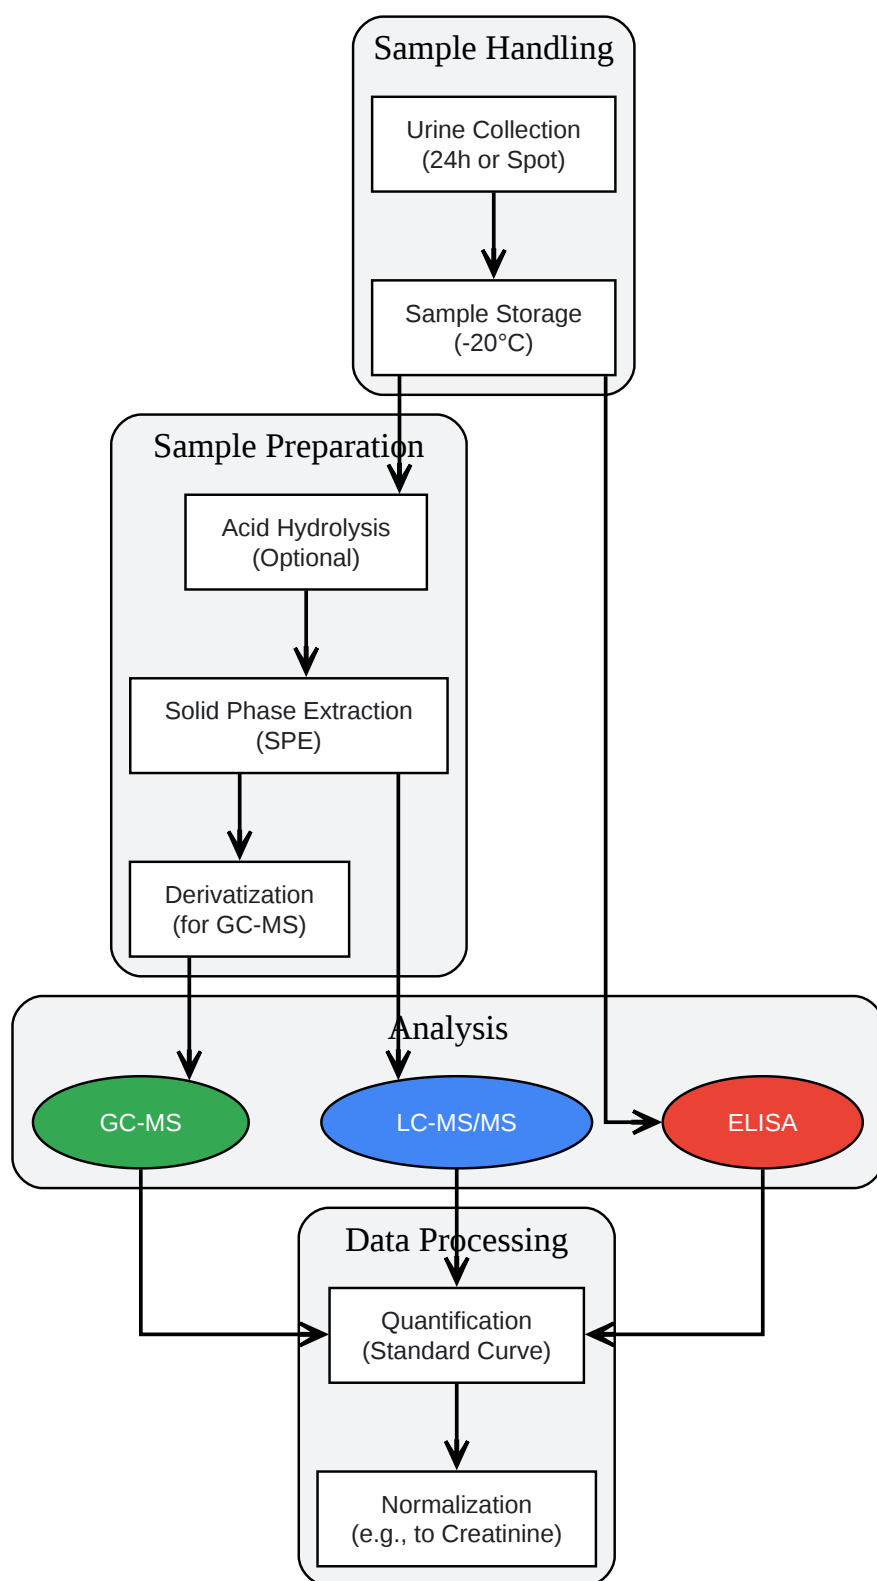 Sample Handling
Urine Collection
(24h or Spot)
Sample Storage
(-20°C)
Sample Preparation
Acid Hydrolysis
(Optional)
Solid Phase Extraction
(SPE)
Derivatization
(for GC-MS)
Analysis
GC-MS
LC-MS/MS
ELISA
Data Processing
Quantification
(Standard Curve)
Normalization
(e.g., to Creatinine)